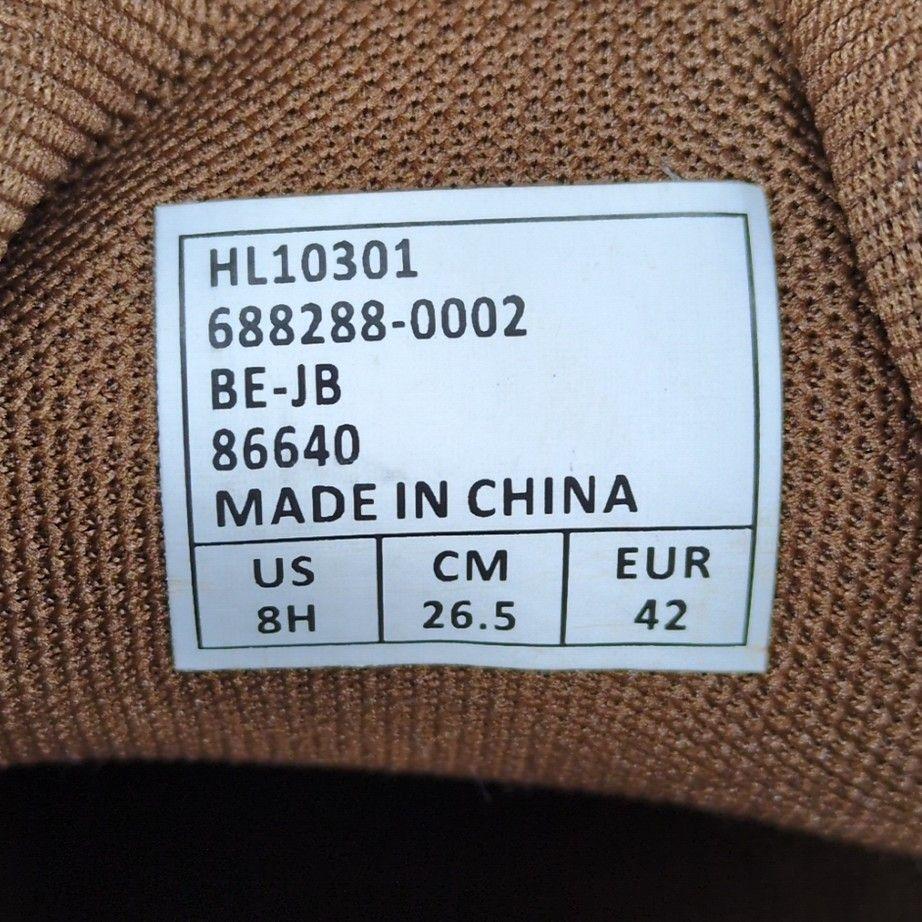 HL10301
688288-0002
BE-JB
86640
MADE IN CHINA
US CM EUR
8H 26.5 42